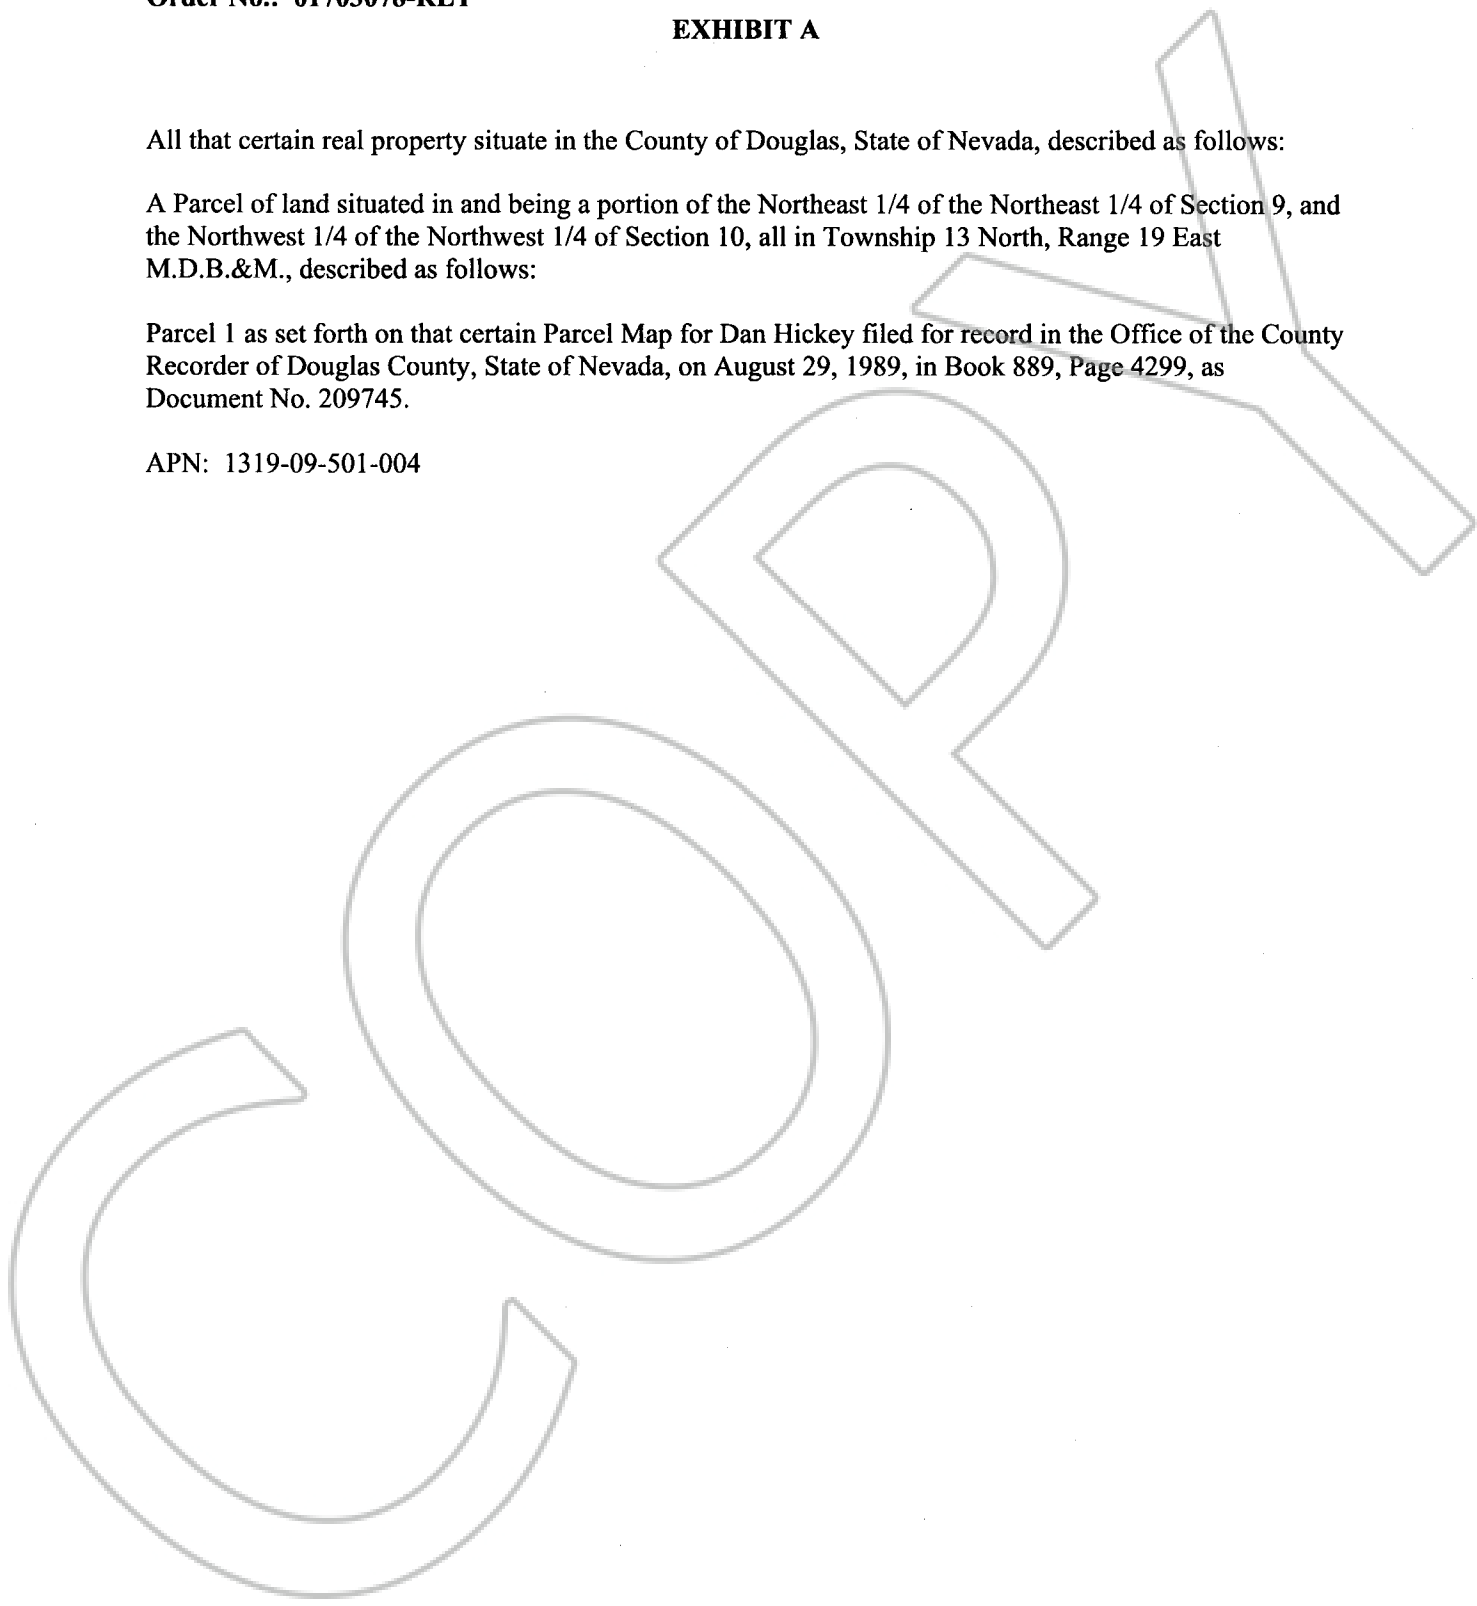 Order No.: 01703076-RLT
EXHIBIT A
All that certain real property situate in the County of Douglas, State of Nevada, described as follows:
A Parcel of land situated in and being a portion of the Northeast 1/4 of the Northeast 1/4 of Section 9, and
the Northwest 1/4 of the Northwest 1/4 of Section 10, all in Township 13 North, Range 19 East
M.D.B.&M., described as follows:
Parcel 1 as set forth on that certain Parcel Map for Dan Hickey filed for record in the Office of the County
Recorder of Douglas County, State of Nevada, on August 29, 1989, in Book 889, Page 4299, as
Document No. 209745.
APN: 1319-09-501-004
COPY